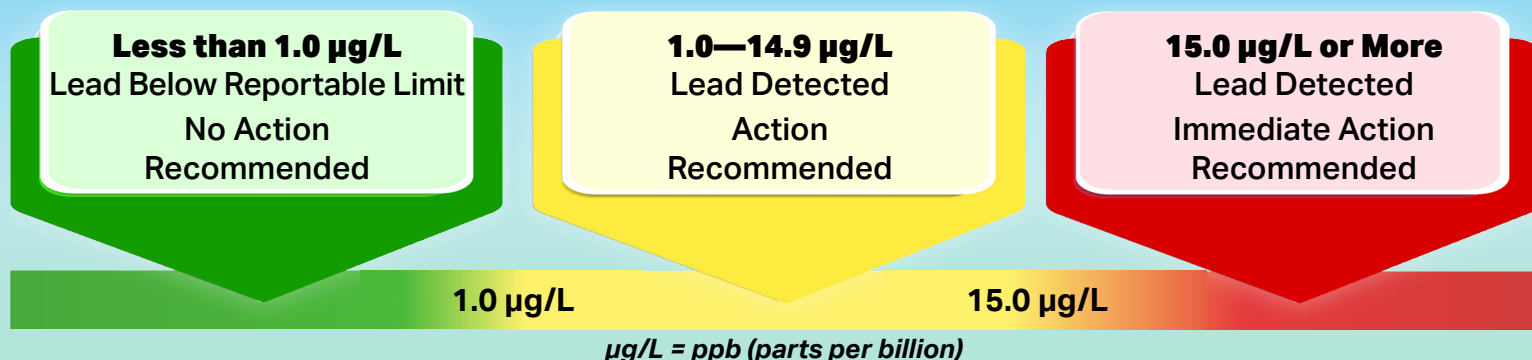 Less than 1.0 µg/L
Lead Below Reportable Limit
No Action
Recommended
1.0—14.9 µg/L
Lead Detected
Action
Recommended
15.0 µg/L or More
Lead Detected
Immediate Action
Recommended
1.0 µg/L
15.0 µg/L
µg/L = ppb (parts per billion)